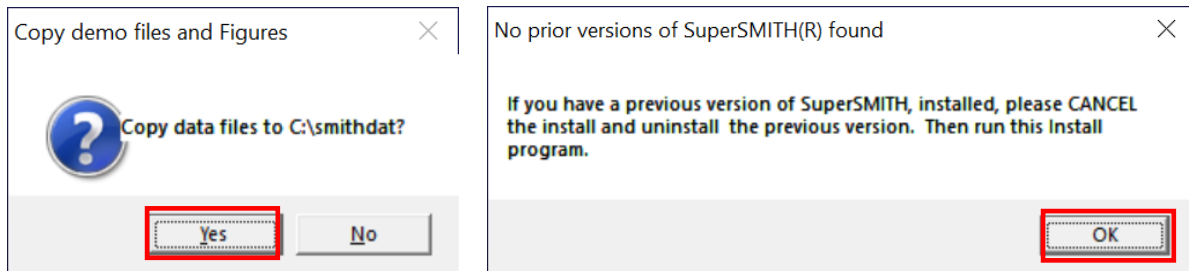 Copy demo files and Figures
Copy data files to C:\smithdat?
Yes
No
No prior versions of SuperSMITH(R) found
If you have a previous version of SuperSMITH, installed, please CANCEL
the install and uninstall  the previous version.  Then run this Install
program.
OK